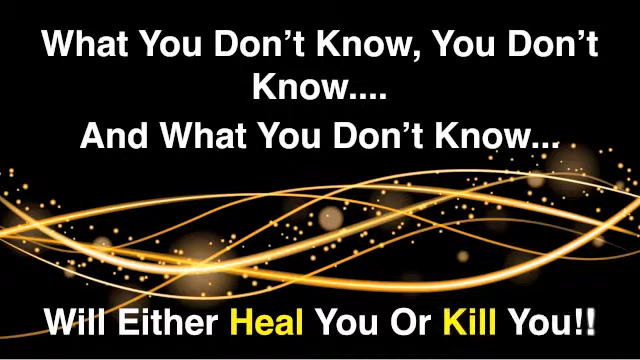 What You Don’t Know, You Don’t
Know....
And What You Don’t Know...
Will Either Heal You Or Kill You!!